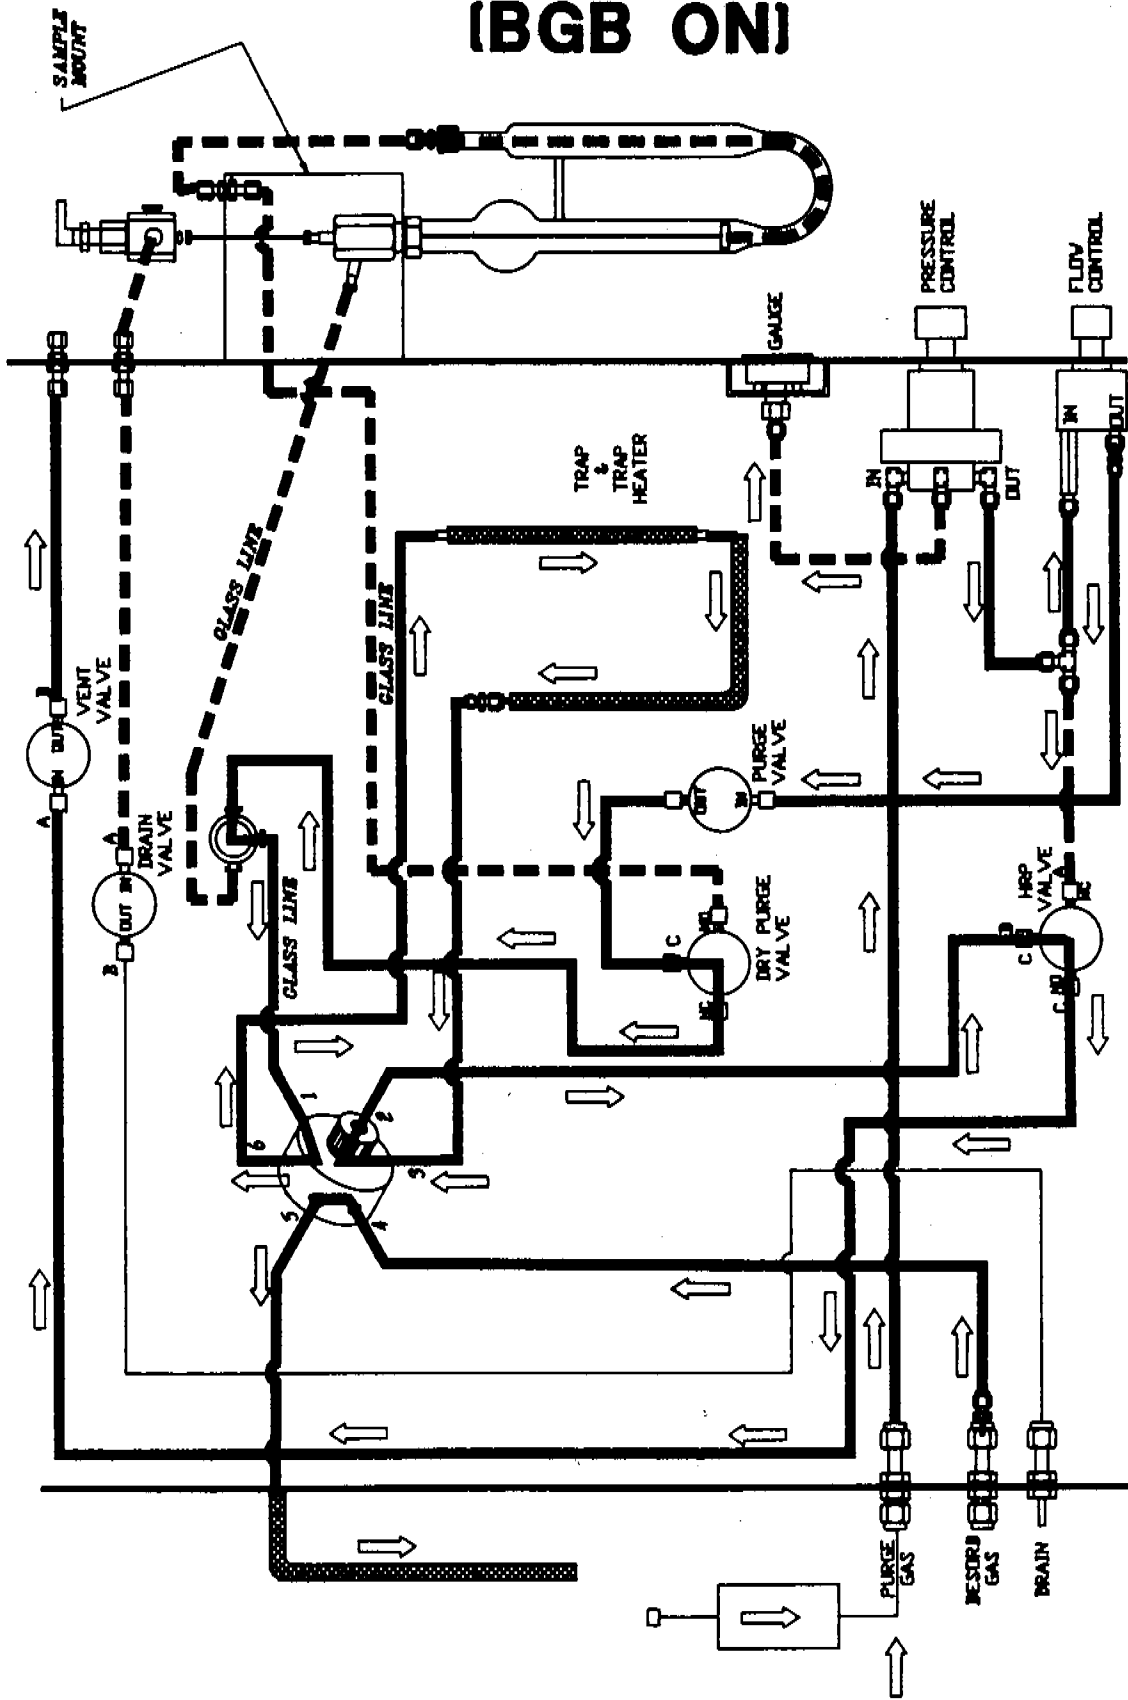 [BGB ON]
SAMPLE
MOUNT
PRESSURE
CONTROL
FLOW
CONTROL
GAUGE
IN
OUT
IN
OUT
TRAP
&
TRAP
HEATER
GLASS LINE
GLASS LINE
GLASS LINE
B
VENT
VALVE
IN OUT
A
A
DRAIN
VALVE
OUT IN
B
PURGE
VALVE
OUT
IN
DRY PURGE
VALVE
NO
C
NC
HRP
VALVE
A
NC
B
C
NO
C
1
2
3
4
5
6
PURGE
GAS
DESORB
GAS
DRAIN